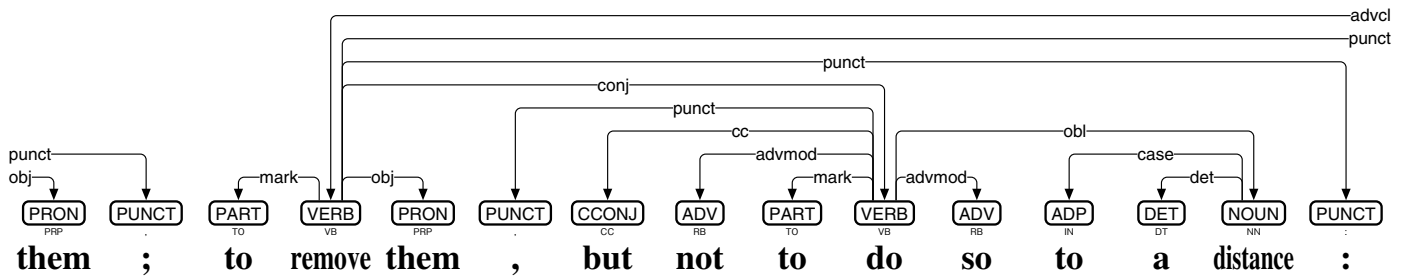 advcl
punct
punct
conj
punct
cc obl
punct advmod case
obj mark obj mark advmod det
PRON PUNCT PART VERB PRON PUNCT CCONJ ADV PART VERB ADV ADP DET NOUN PUNCT
PRP . TO VB PRP , CC RB TO VB RB IN DT NN :
them ; to remove them , but not to do so to a distance :